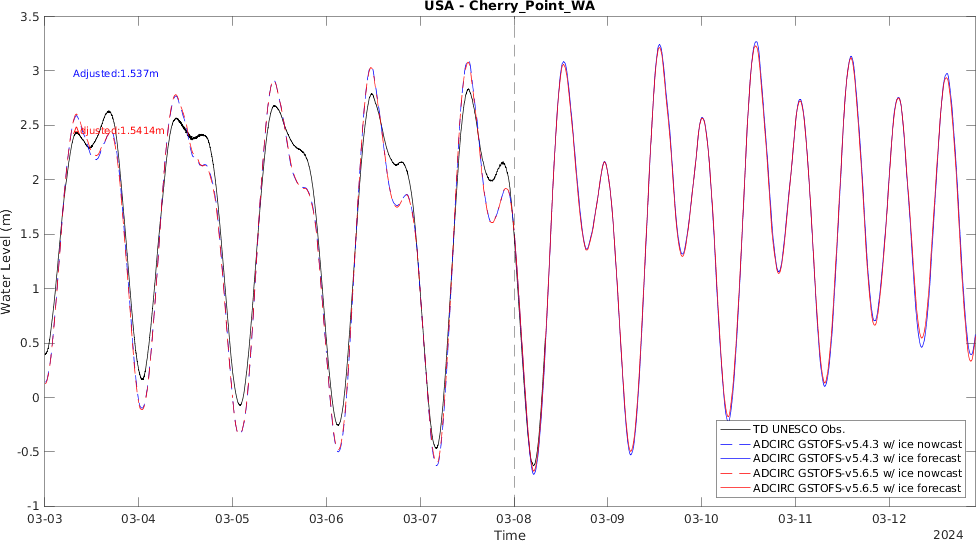 USA - Cherry_Point_WA
3.5
3
2.5
2
1.5
1
0.5
0
-0.5
-1
Water Level (m)
Adjusted:1.537m
Adjusted:1.5414m
TD UNESCO Obs.
ADCIRC GSTOFS-v5.4.3 w/ ice nowcast
ADCIRC GSTOFS-v5.4.3 w/ ice forecast
ADCIRC GSTOFS-v5.6.5 w/ ice nowcast
ADCIRC GSTOFS-v5.6.5 w/ ice forecast
03-03 03-04 03-05 03-06 03-07 03-08 03-09 03-10 03-11 03-12
Time
2024